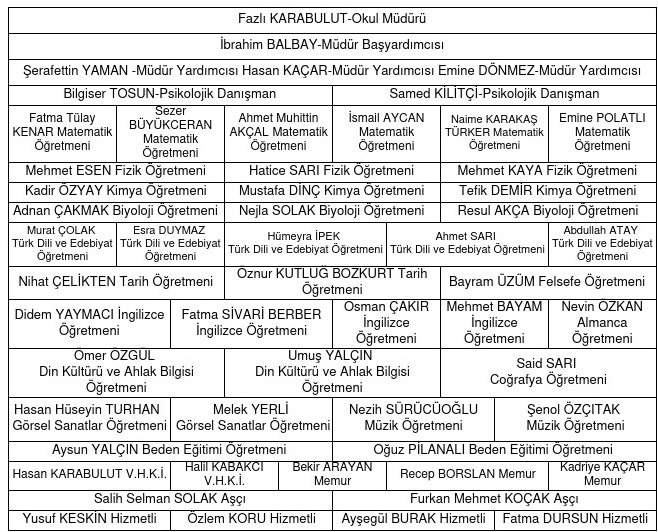 Fazlı KARABULUT-Okul Müdürü
İbrahim BALBAY-Müdür Başyardımcısı
Şerafettin YAMAN -Müdür Yardımcısı Hasan KAÇAR-Müdür Yardımcısı Emine DÖNMEZ-Müdür Yardımcısı
Bilgiser TOSUN-Psikolojik Danışman
Samed KİLİTÇİ-Psikolojik Danışman
Fatma Tülay
KENAR Matematik
Öğretmeni
Sezer
BÜYÜKCERAN
Matematik
Öğretmeni
Ahmet Muhittin
AKÇAL Matematik
Öğretmeni
İsmail AYCAN
Matematik
Öğretmeni
Naime KARAKAŞ
TÜRKER Matematik
Öğretmeni
Emine POLATLI
Matematik
Öğretmeni
Mehmet ESEN Fizik Öğretmeni
Hatice SARI Fizik Öğretmeni
Mehmet KAYA Fizik Öğretmeni
Kadir ÖZYAY Kimya Öğretmeni
Mustafa DİNÇ Kimya Öğretmeni
Tefik DEMİR Kimya Öğretmeni
Adnan ÇAKMAK Biyoloji Öğretmeni
Nejla SOLAK Biyoloji Öğretmeni
Resul AKÇA Biyoloji Öğretmeni
Murat ÇOLAK
Türk Dili ve Edebiyat
Öğretmeni
Esra DUYMAZ
Türk Dili ve Edebiyat
Öğretmeni
Hümeyra İPEK
Türk Dili ve Edebiyat Öğretmeni
Ahmet SARI
Türk Dili ve Edebiyat Öğretmeni
Abdullah ATAY
Türk Dili ve Edebiyat
Öğretmeni
Nihat ÇELİKTEN Tarih Öğretmeni
Öznur KUTLUĞ BOZKURT Tarih
Öğretmeni
Bayram ÜZÜM Felsefe Öğretmeni
Didem YAYMACI İngilizce
Öğretmeni
Fatma SİVARİ BERBER
İngilizce Öğretmeni
Osman ÇAKIR
İngilizce
Öğretmeni
Mehmet BAYAM
İngilizce
Öğretmeni
Nevin ÖZKAN
Almanca
Öğretmeni
Ömer ÖZGÜL
Din Kültürü ve Ahlak Bilgisi
Öğretmeni
Umuş YALÇIN
Din Kültürü ve Ahlak Bilgisi
Öğretmeni
Said SARI
Coğrafya Öğretmeni
Hasan Hüseyin TURHAN
Görsel Sanatlar Öğretmeni
Melek YERLİ
Görsel Sanatlar Öğretmeni
Nezih SÜRÜCÜOĞLU
Müzik Öğretmeni
Şenol ÖZÇITAK
Müzik Öğretmeni
Aysun YALÇIN Beden Eğitimi Öğretmeni
Oğuz PİLANALI Beden Eğitimi Öğretmeni
Hasan KARABULUT V.H.K.İ.
Halil KABAKCI
V.H.K.İ.
Bekir ARAYAN
Memur
Recep BORSLAN Memur
Kadriye KAÇAR
Memur
Salih Selman SOLAK Aşçı
Furkan Mehmet KOÇAK Aşçı
Yusuf KESKİN Hizmetli
Özlem KORU Hizmetli
Ayşegül BURAK Hizmetli
Fatma DURSUN Hizmetli